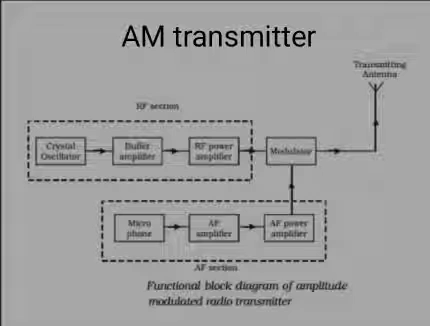 AM transmitter
Transmitting
Antenna
RF section
Crystal
Oscillator
Buffer
amplifier
RF power
amplifier
Modulator
Micro
phone
AF
amplifier
AF power
amplifier
AF section
Functional block diagram of amplitude
modulated radio transmitter